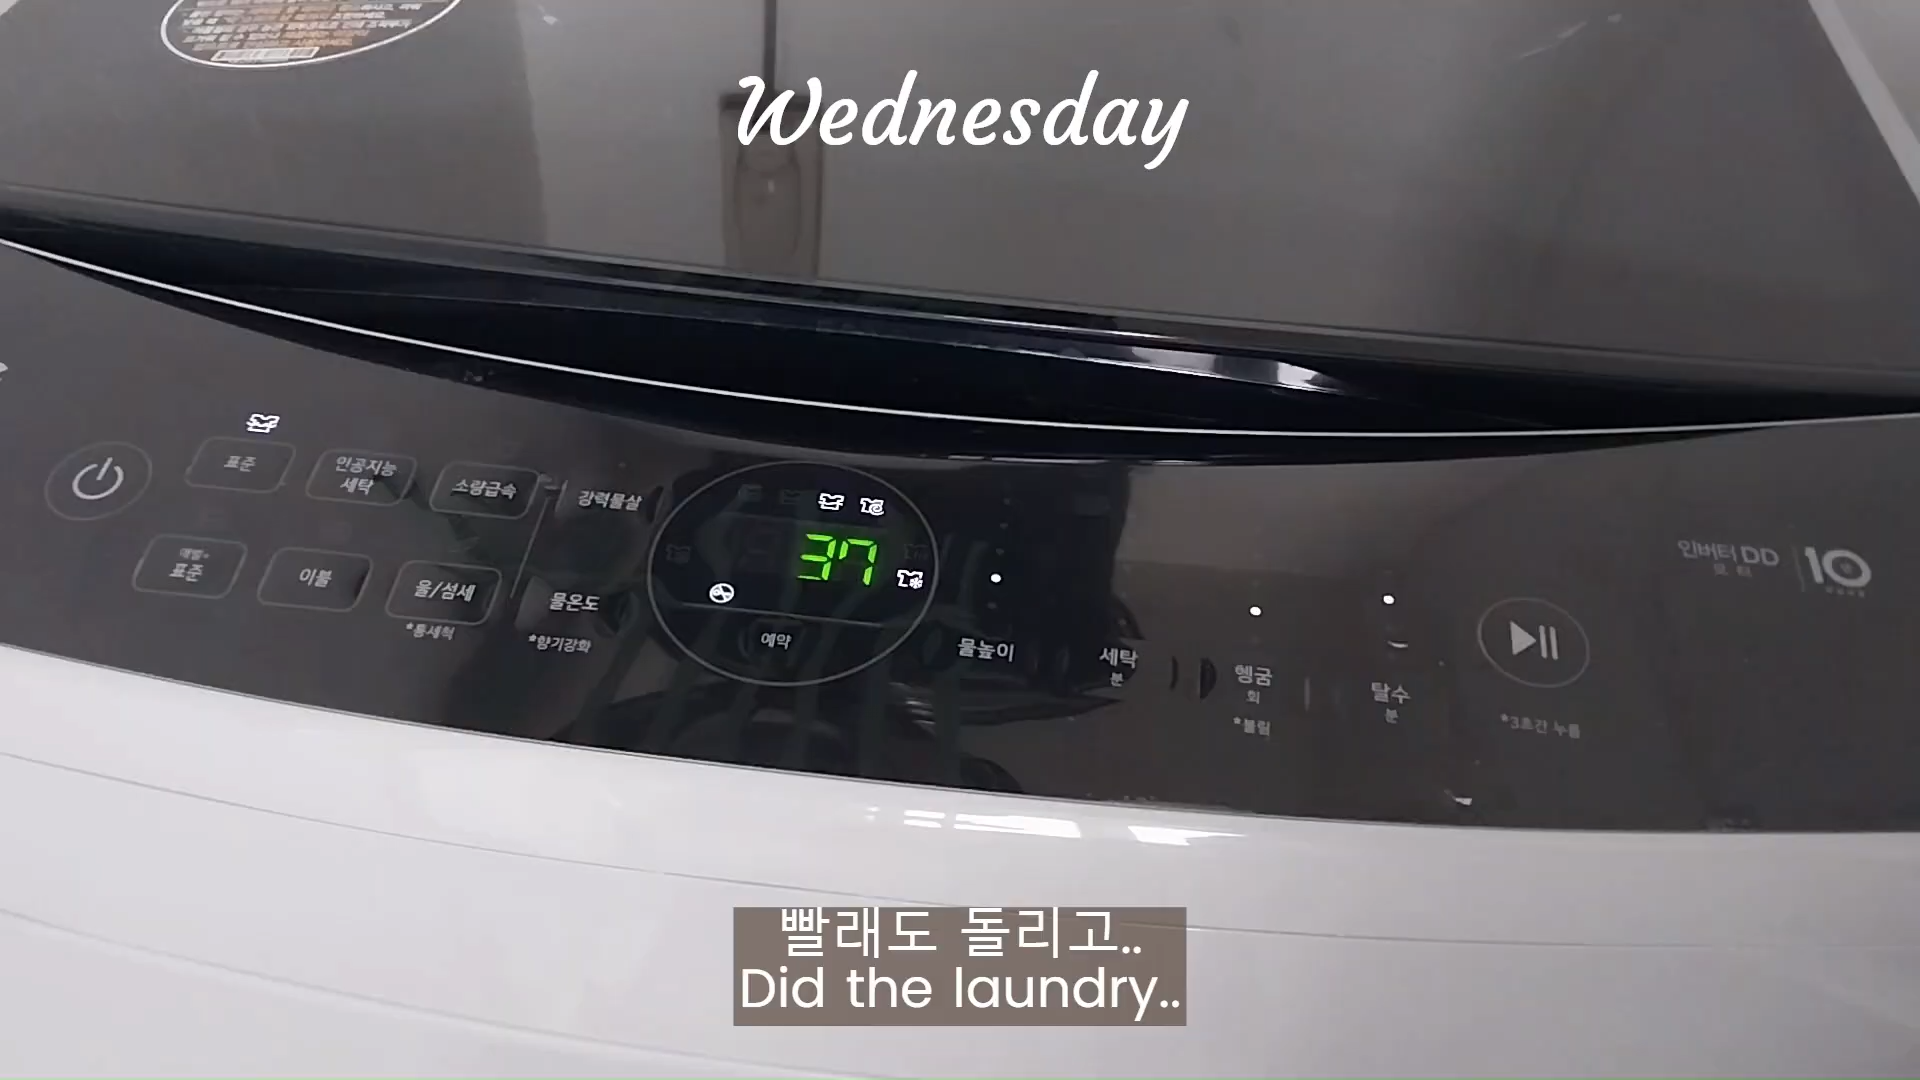 Wednesday
표준
인공지능
세탁
소량급속
강력물살
표준
이불
울/섬세
*통세척
물온도
*향기강화
37
예약
물높이
세탁
분
헹굼
회
*불림
탈수
분
*3초간 누름
인버터 DD
모터
10
빨래도 돌리고..
Did the laundry..